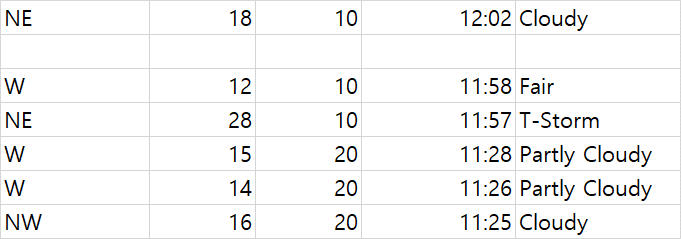 NE 18 10 12:02 Cloudy
W 12 10 11:58 Fair
NE 28 10 11:57 T-Storm
W 15 20 11:28 Partly Cloudy
W 14 20 11:26 Partly Cloudy
NW 16 20 11:25 Cloudy